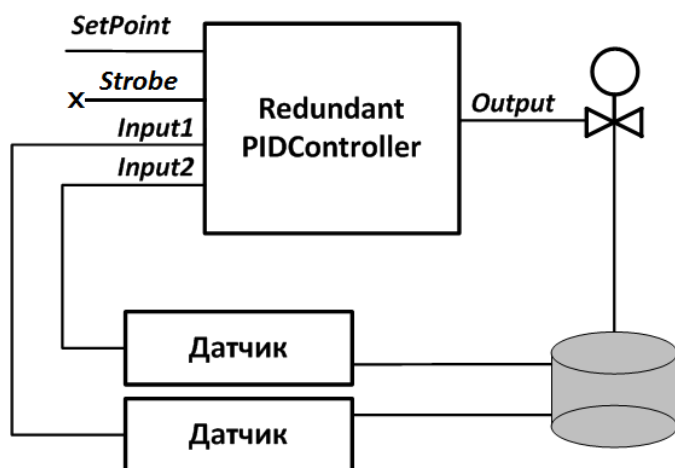 SetPoint
Strobe
x
Input1
Input2
Redundant
PIDController
Output
Датчик
Датчик